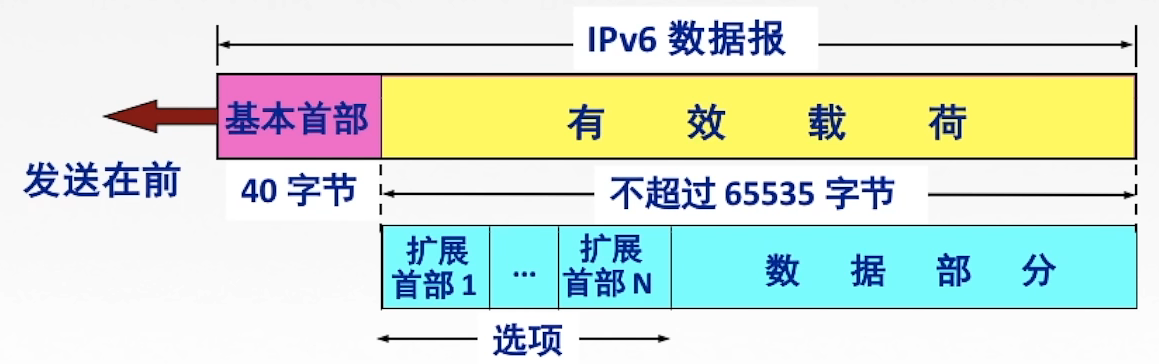 IPv6 数据报
基本首部
有效载荷
发送在前
40 字节
不超过 65535 字节
扩展
首部 1
...
扩展
首部 N
数据部分
选项